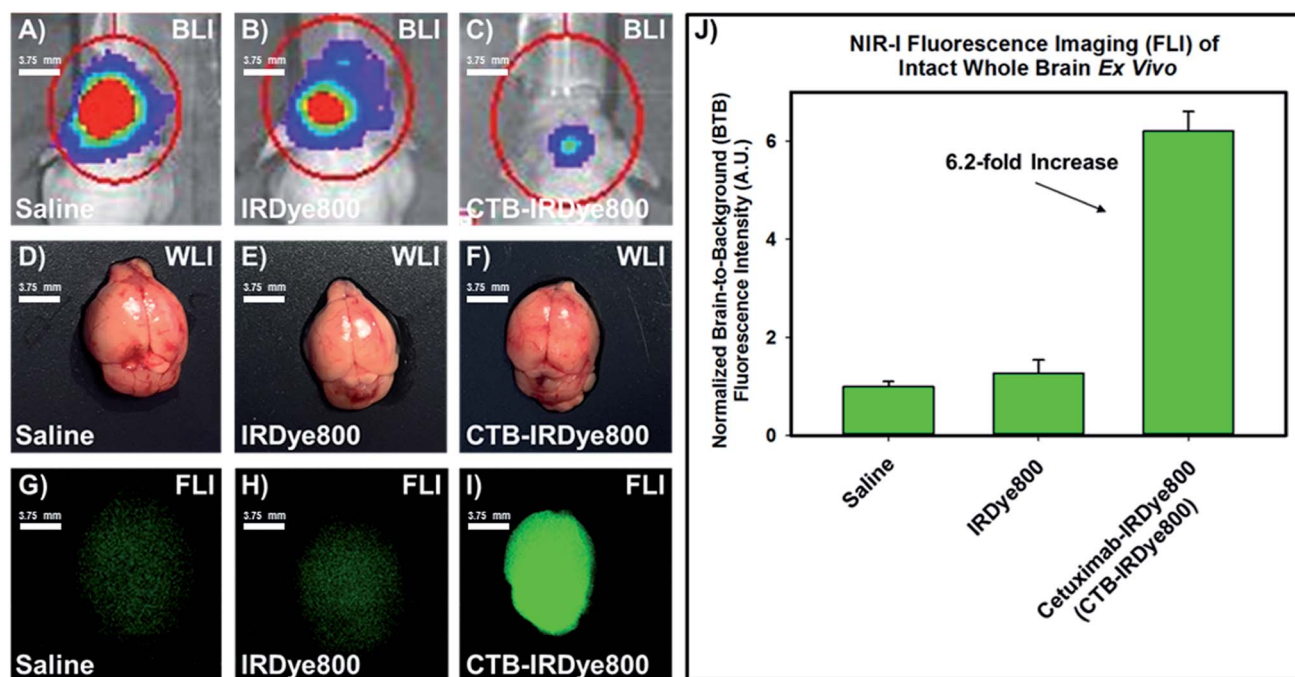 A) BLI
3.75 mm
Saline
B) BLI
3.75 mm
IRDye800
C) BLI
3.75 mm
CTB-IRDye800
D) WLI
3.75 mm
Saline
E) WLI
3.75 mm
IRDye800
F) WLI
3.75 mm
CTB-IRDye800
G) FLI
3.75 mm
Saline
H) FLI
3.75 mm
IRDye800
I) FLI
3.75 mm
CTB-IRDye800
J)
NIR-I Fluorescence Imaging (FLI) of
Intact Whole Brain Ex Vivo
Normalized Brain-to-Background (BTB)
Fluorescence Intensity (A.U.)
6
4
2
0
6.2-fold Increase
Saline
IRDye800
Cetuximab-IRDye800
(CTB-IRDye800)